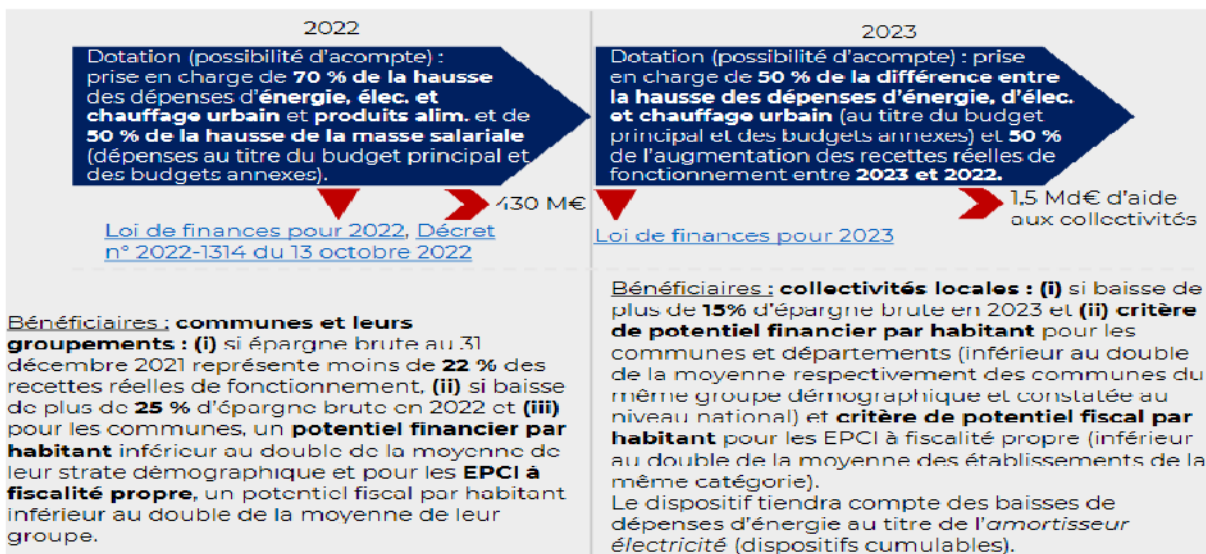 2022
Dotation (possibilité d'acompte) :
prise en charge de 70 % de la hausse
des dépenses d'énergie, élec. et
chauffage urbain et produits alim. et de
50 % de la hausse de la masse salariale
(dépenses au titre du budget principal et
des budgets annexes).
430 M€
Loi de finances pour 2022, Décret
n° 2022-1314 du 13 octobre 2022
Bénéficiaires : communes et leurs
groupements : (i) si épargne brute au 31
décembre 2021 représente moins de 22 % des
recettes réelles de fonctionnement, (ii) si baisse
de plus de 25 % d'épargne brute en 2022 et (iii)
pour les communes, un potentiel financier par
habitant inférieur au double de la moyenne de
leur strate démographique et pour les EPCI à
fiscalité propre, un potentiel fiscal par habitant
inférieur au double de la moyenne de leur
groupe.
2023
Dotation (possibilité d'acompte) : prise
en charge de 50 % de la différence entre
la hausse des dépenses d'énergie, d'élec.
et chauffage urbain (au titre du budget
principal et des budgets annexes) et 50 %
de l'augmentation des recettes réelles de
fonctionnement entre 2023 et 2022.
1,5 Md€ d'aide
aux collectivités
Loi de finances pour 2023
Bénéficiaires : collectivités locales : (i) si baisse de
plus de 15% d'épargne brute en 2023 et (ii) critère
de potentiel financier par habitant pour les
communes et départements (inférieur au double
de la moyenne respectivement des communes du
même groupe démographique et constatée au
niveau national) et critère de potentiel fiscal par
habitant pour les EPCI à fiscalité propre (inférieur
au double de la moyenne des établissements de la
même catégorie).
Le dispositif tiendra compte des baisses de
dépenses d'énergie au titre de l'amortisseur
électricité (dispositifs cumulables).